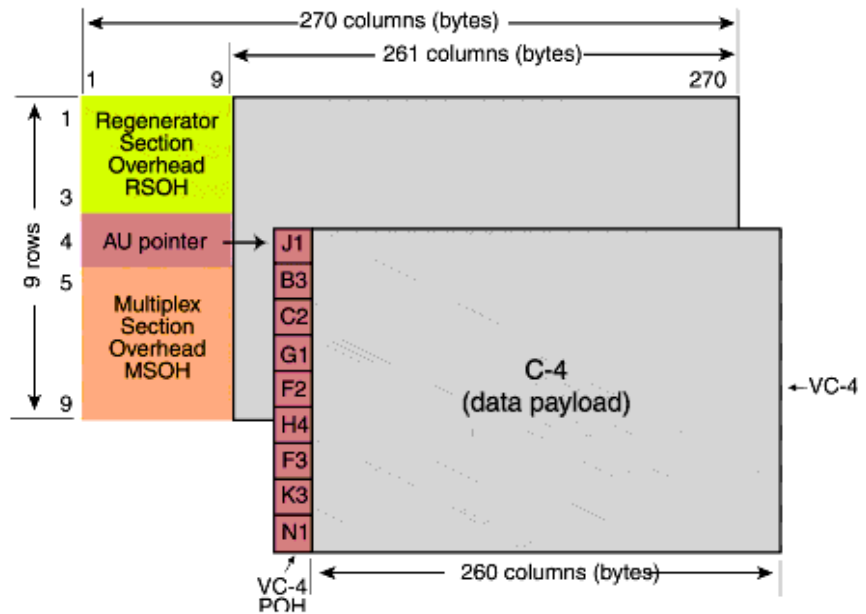 270 columns (bytes)
261 columns (bytes)
1 9 270
1
Regenerator
Section
Overhead
RSOH
3
4 AU pointer J1
9 rows
5
Multiplex
Section
Overhead
MSOH
9
B3
C2
G1
F2
H4
F3
K3
N1
C-4
(data payload)
VC-4
VC-4
POH
260 columns (bytes)